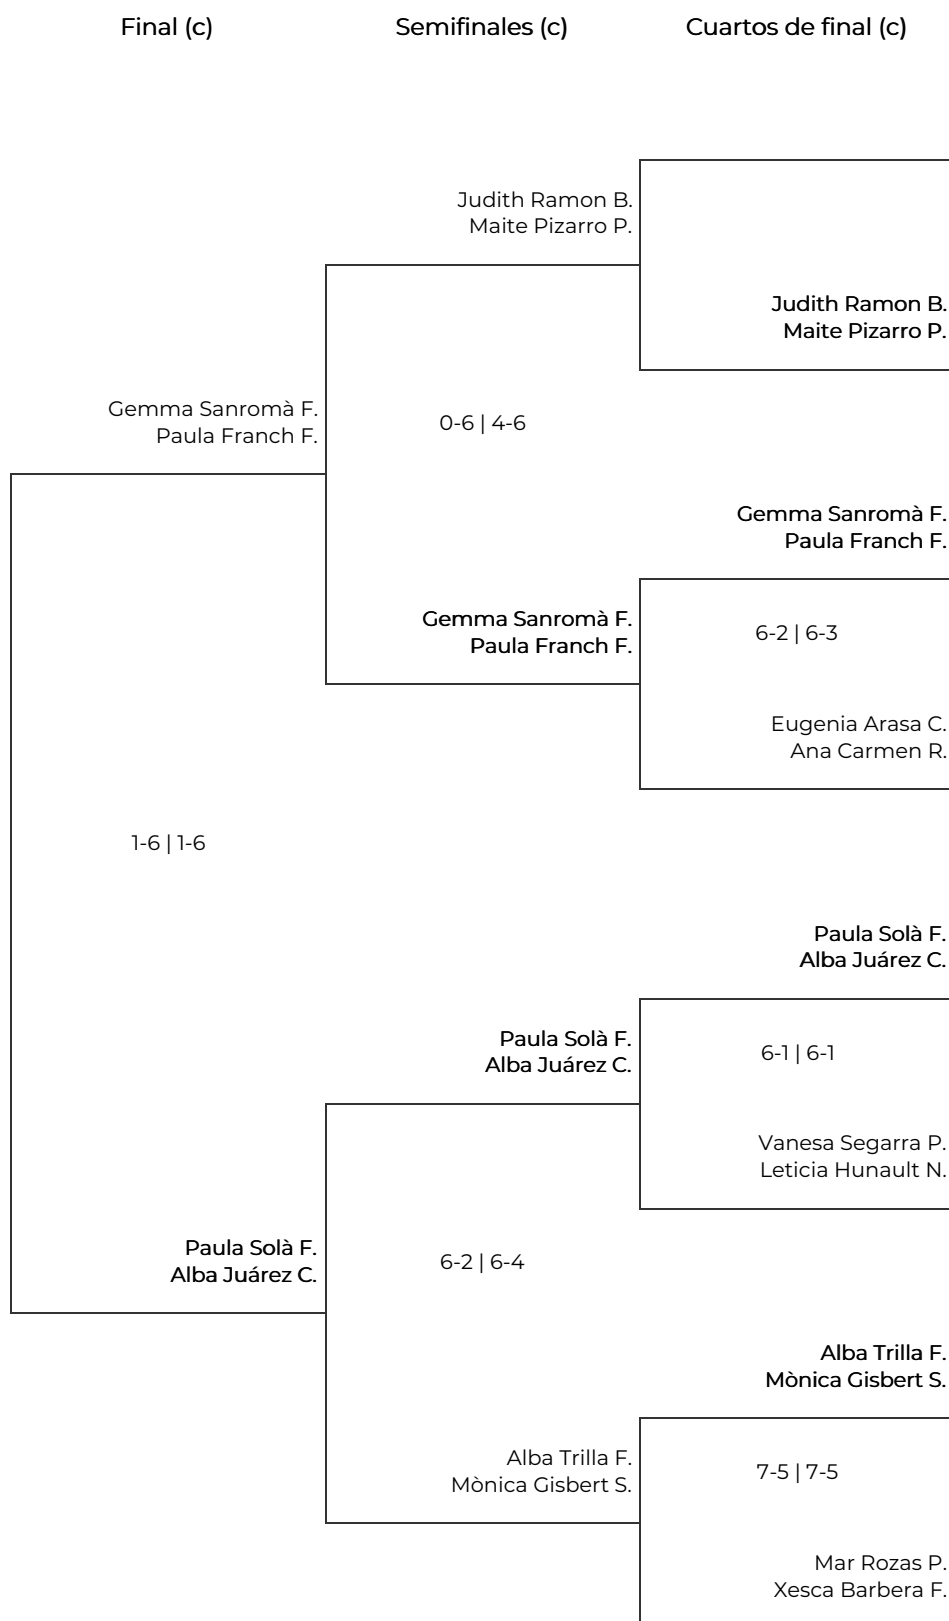 Final (c)
Semifinales (c)
Cuartos de final (c)
Judith Ramon B.
Maite Pizarro P.
Judith Ramon B.
Maite Pizarro P.
Gemma Sanromà F.
Paula Franch F.
0-6 | 4-6
Gemma Sanromà F.
Paula Franch F.
Gemma Sanromà F.
Paula Franch F.
6-2 | 6-3
Eugenia Arasa C.
Ana Carmen R.
1-6 | 1-6
Paula Solà F.
Alba Juárez C.
Paula Solà F.
Alba Juárez C.
6-1 | 6-1
Vanesa Segarra P.
Leticia Hunault N.
Paula Solà F.
Alba Juárez C.
6-2 | 6-4
Alba Trilla F.
Mònica Gisbert S.
Alba Trilla F.
Mònica Gisbert S.
7-5 | 7-5
Mar Rozas P.
Xesca Barbera F.